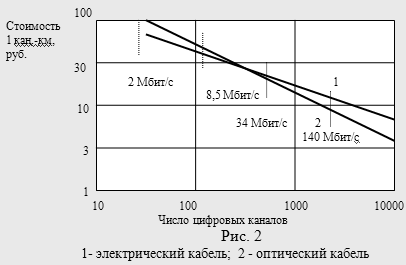 Стоимость
1 кан.-км,
руб.
100
30
10
3
1
2 Мбит/с
8,5 Мбит/с
34 Мбит/с
140 Мбит/с
1
2
10
100
1000
10000
Число цифровых каналов
Рис. 2
1- электрический кабель; 2 - оптический кабель